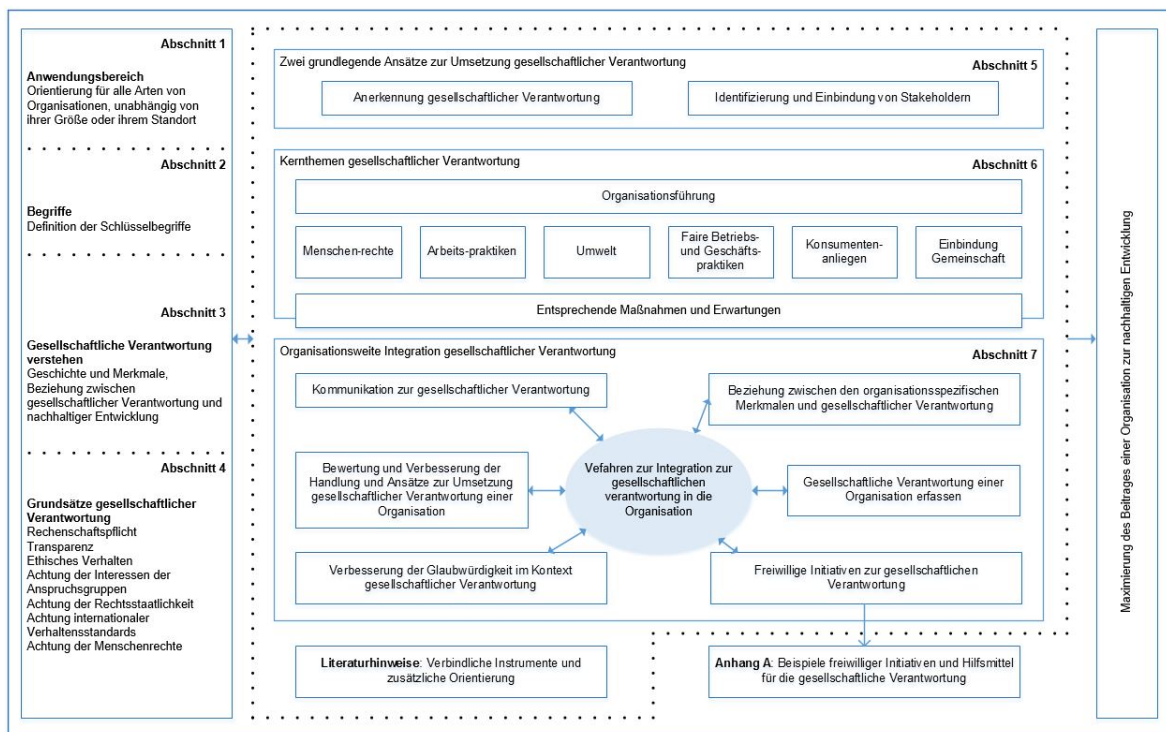 Abschnitt 1
Anwendungsbereich
Orientierung für alle Arten von
Organisationen, unabhängig von
ihrer Größe oder ihrem Standort
Abschnitt 2
Begriffe
Definition der Schlüsselbegriffe
Abschnitt 3
Gesellschaftliche Verantwortung
verstehen
Geschichte und Merkmale,
Beziehung zwischen
gesellschaftlicher Verantwortung und
nachhaltiger Entwicklung
Abschnitt 4
Grundsätze gesellschaftlicher
Verantwortung
Rechenschaftspflicht
Transparenz
Ethisches Verhalten
Achtung der Interessen der
Anspruchsgruppen
Achtung der Rechtsstaatlichkeit
Achtung internationaler
Verhaltensstandards
Achtung der Menschenrechte
Zwei grundlegende Ansätze zur Umsetzung gesellschaftlicher Verantwortung
Abschnitt 5
Anerkennung gesellschaftlicher Verantwortung
Identifizierung und Einbindung von Stakeholdern
Kernthemen gesellschaftlicher Verantwortung
Abschnitt 6
Organisationsführung
Menschen-rechte
Arbeits-praktiken
Umwelt
Faire Betriebs-
und Geschäfts-
praktiken
Konsumenten-
anliegen
Einbindung
Gemeinschaft
Entsprechende Maßnahmen und Erwartungen
Organisationsweite Integration gesellschaftlicher Verantwortung
Abschnitt 7
Kommunikation zur gesellschaftlicher Verantwortung
Beziehung zwischen den organisationsspezifischen
Merkmalen und gesellschaftlicher Verantwortung
Bewertung und Verbesserung der
Handlung und Ansätze zur Umsetzung
gesellschaftlicher Verantwortung einer
Organisation
Vefahren zur Integration zur
gesellschaftlichen
verantwortung in die
Organisation
Gesellschaftliche Verantwortung einer
Organisation erfassen
Verbesserung der Glaubwürdigkeit im Kontext
gesellschaftlicher Verantwortung
Freiwillige Initiativen zur gesellschaftlichen
Verantwortung
Literaturhinweise: Verbindliche Instrumente und
zusätzliche Orientierung
Anhang A: Beispiele freiwilliger Initiativen und Hilfsmittel
für die gesellschaftliche Verantwortung
Maximierung des Beitrages einer Organisation zur nachhaltigen Entwicklung